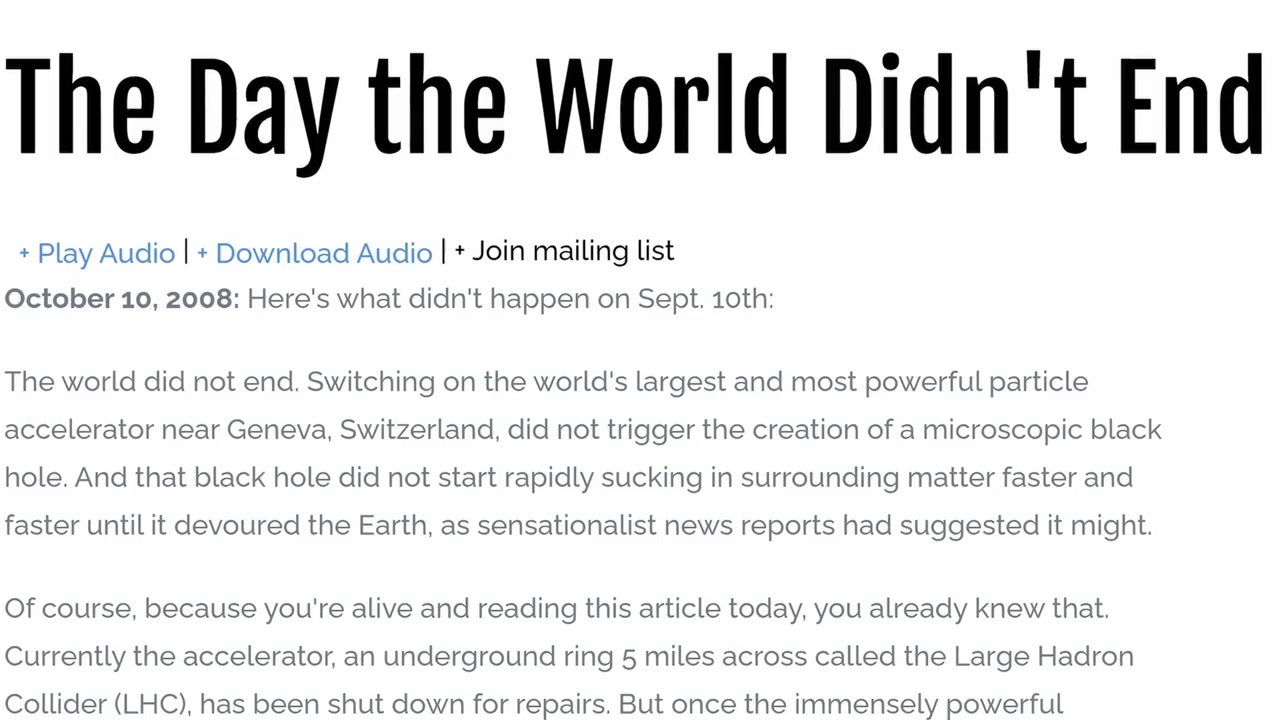 The Day the World Didn't End
+ Play Audio | + Download Audio | + Join mailing list
October 10, 2008: Here's what didn't happen on Sept. 10th:
The world did not end. Switching on the world's largest and most powerful particle
accelerator near Geneva, Switzerland, did not trigger the creation of a microscopic black
hole. And that black hole did not start rapidly sucking in surrounding matter faster and
faster until it devoured the Earth, as sensationalist news reports had suggested it might.
Of course, because you're alive and reading this article today, you already knew that.
Currently the accelerator, an underground ring 5 miles across called the Large Hadron
Collider (LHC), has been shut down for repairs. But once the immensely powerful